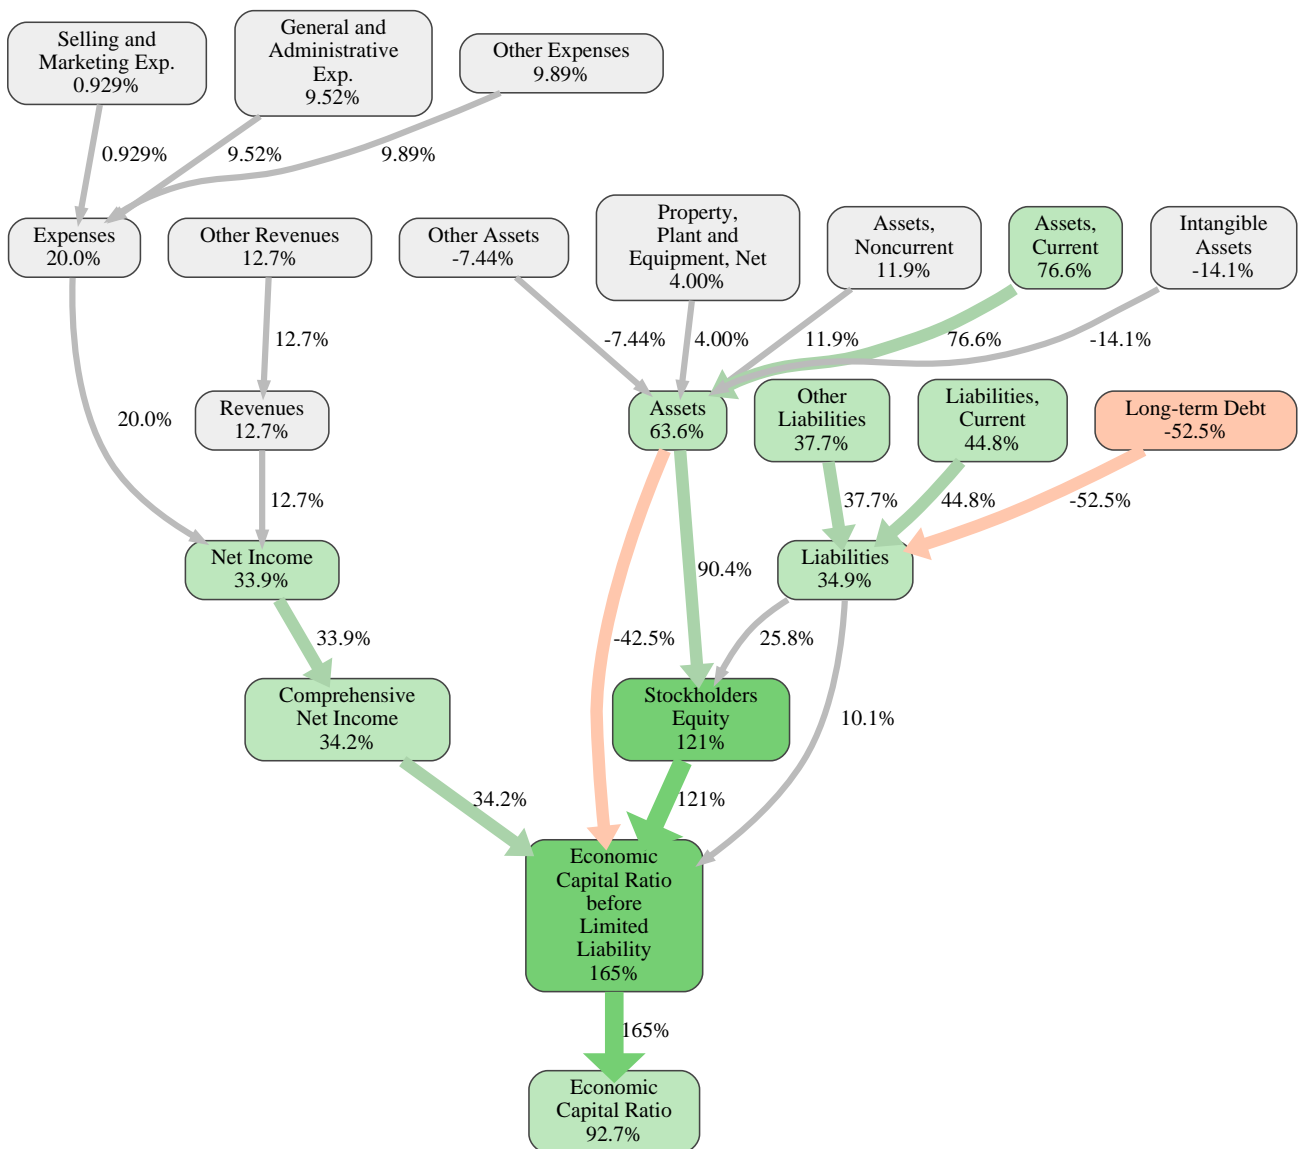 Selling and
Marketing Exp.
0.929%
General and
Administrative
Exp.
9.52%
Other Expenses
9.89%
0.929%
9.52%
9.89%
Expenses
20.0%
Other Revenues
12.7%
Other Assets
-7.44%
Property,
Plant and
Equipment, Net
4.00%
Assets,
Noncurrent
11.9%
Assets,
Current
76.6%
Intangible
Assets
-14.1%
12.7%
-7.44%
4.00%
11.9%
76.6%
-14.1%
20.0%
Revenues
12.7%
Assets
63.6%
Other
Liabilities
37.7%
Liabilities,
Current
44.8%
Long-term Debt
-52.5%
12.7%
37.7%
44.8%
-52.5%
Net Income
33.9%
90.4%
Liabilities
34.9%
33.9%
-42.5%
25.8%
Comprehensive
Net Income
34.2%
Stockholders
Equity
121%
10.1%
34.2%
121%
Economic
Capital Ratio
before
Limited
Liability
165%
165%
Economic
Capital Ratio
92.7%